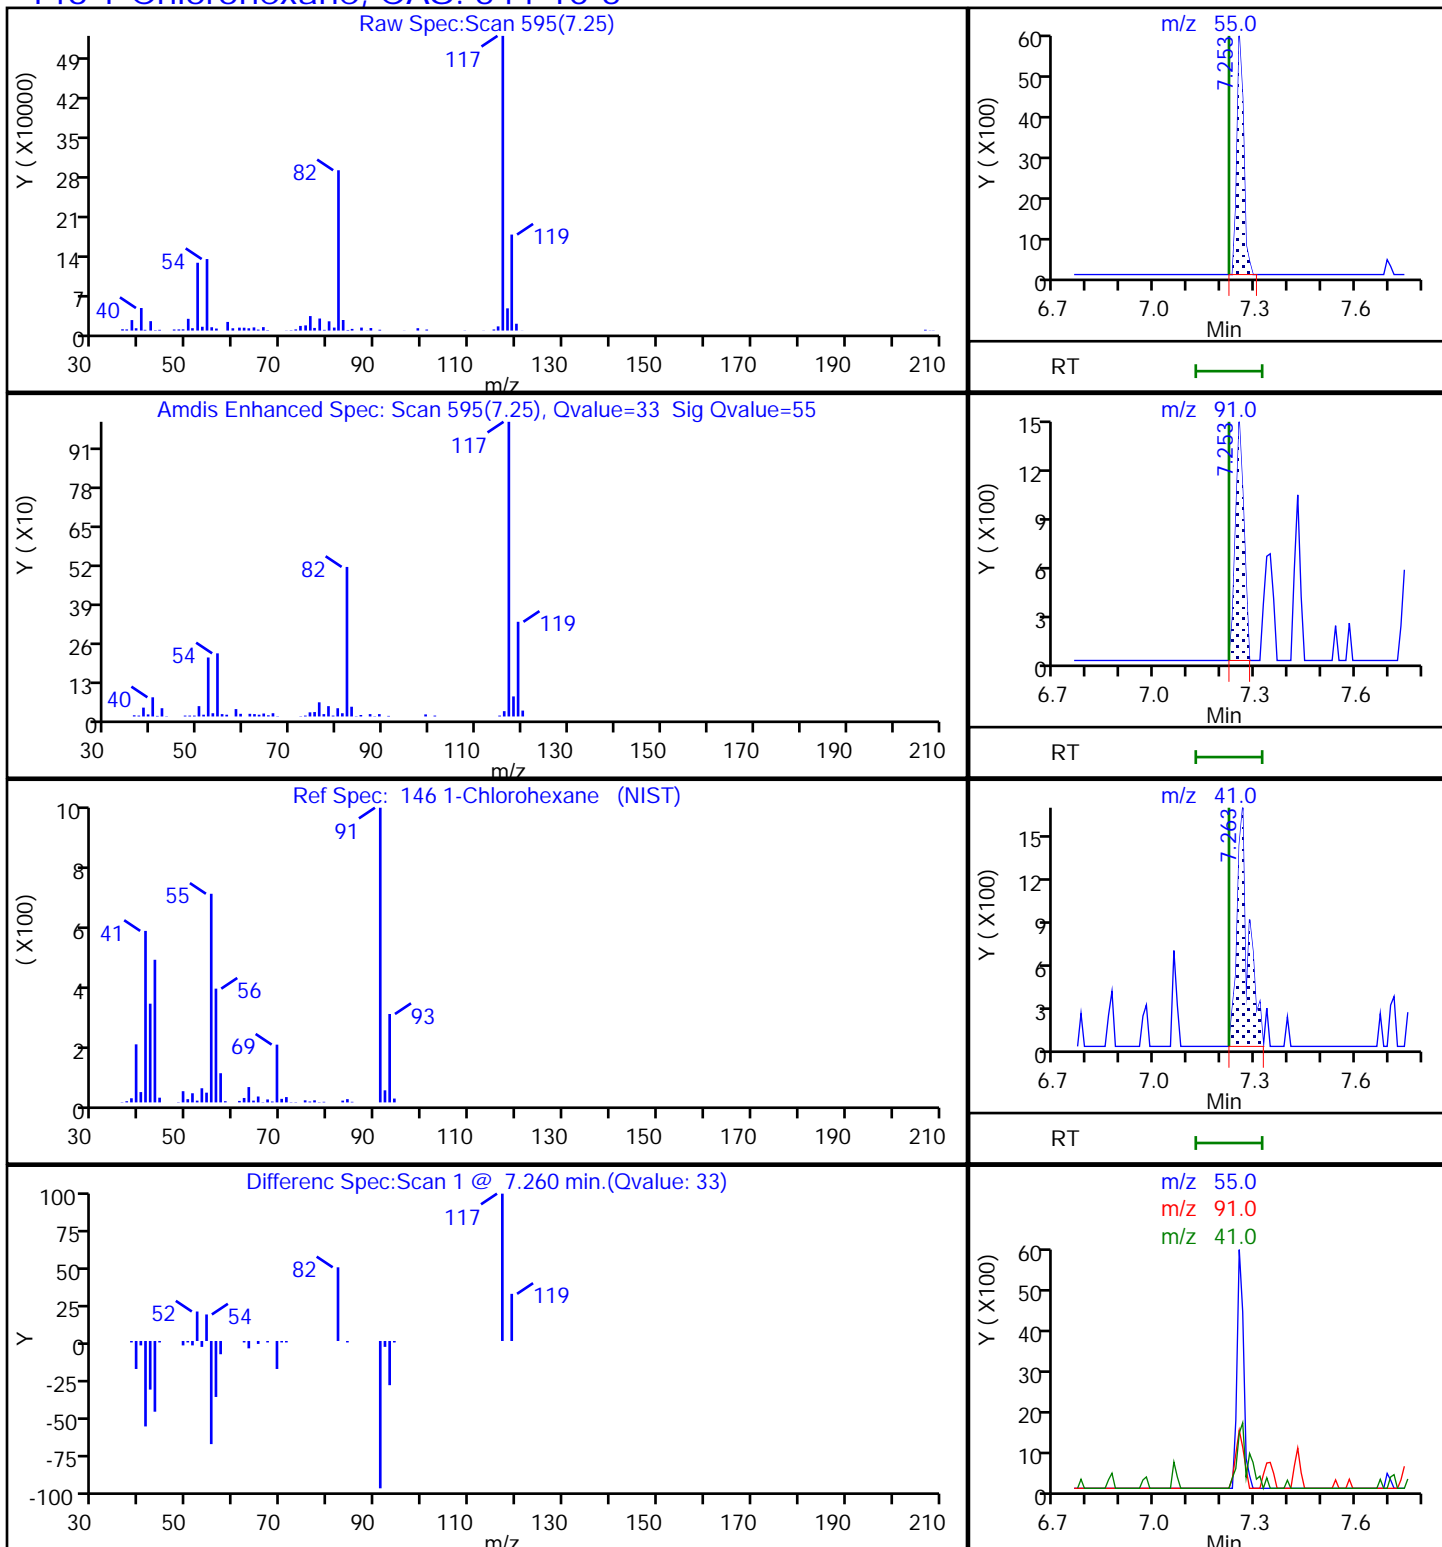 Raw Spec:Scan 595(7.25)
Y ( X10000)
49
42
35
28
21
14
7
0
117
82
119
54
40
30 50 70 90 110 130 150 170 190 210
m/z
m/z 55.0
Y ( X100)
60
50
40
30
20
10
0
7.253
6.7 7.0 7.3 7.6
Min
RT
Amdis Enhanced Spec: Scan 595(7.25), Qvalue=33 Sig Qvalue=55
Y ( X10)
91
78
65
52
39
26
13
0
117
82
119
54
40
30 50 70 90 110 130 150 170 190 210
m/z
m/z 91.0
Y ( X100)
15
12
9
6
3
0
7.253
6.7 7.0 7.3 7.6
Min
RT
Ref Spec: 146 1-Chlorohexane (NIST)
( X100)
10
8
6
4
2
0
91
55
41
56
93
69
30 50 70 90 110 130 150 170 190 210
m/z 41.0
Y ( X100)
15
12
9
6
3
0
7.263
6.7 7.0 7.3 7.6
Min
RT
Differenc Spec:Scan 1 @ 7.260 min.(Qvalue: 33)
Y
100
75
50
25
0
-25
-50
-75
-100
117
82
119
52
54
30 50 70 90 110 130 150 170 190 210
m/z
m/z 55.0
m/z 91.0
m/z 41.0
Y ( X100)
60
50
40
30
20
10
0
6.7 7.0 7.3 7.6
Min